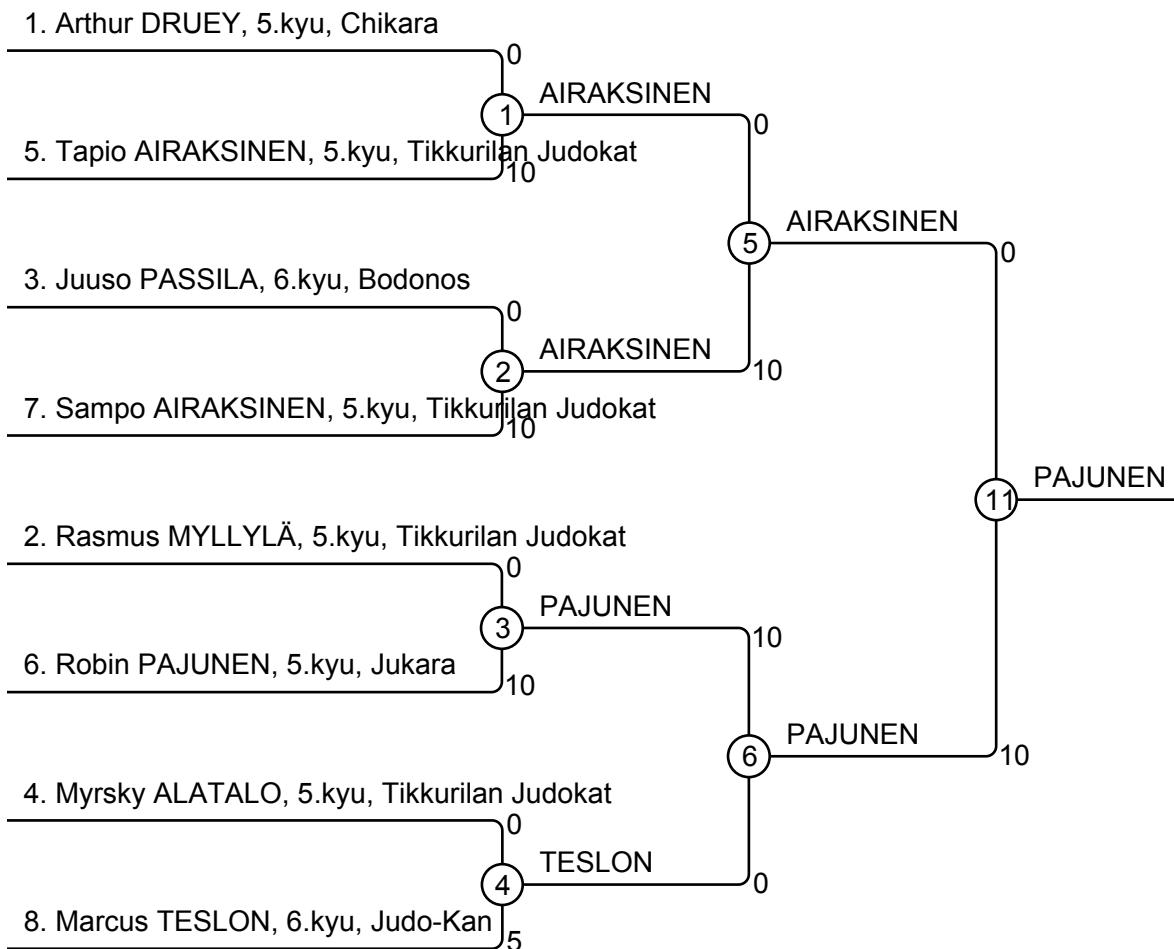 1. Arthur DRUEY, 5.kyu, Chikara
0
1
AIRAKSINEN
0
5. Tapio AIRAKSINEN, 5.kyu, Tikkurilan Judokat
10
5
AIRAKSINEN
0
3. Juuso PASSILA, 6.kyu, Bodonos
0
2
AIRAKSINEN
10
7. Sampo AIRAKSINEN, 5.kyu, Tikkurilan Judokat
10
11
PAJUNEN
2. Rasmus MYLLYLÄ, 5.kyu, Tikkurilan Judokat
0
3
PAJUNEN
10
6. Robin PAJUNEN, 5.kyu, Jukara
10
6
PAJUNEN
10
4. Myrsky ALATALO, 5.kyu, Tikkurilan Judokat
0
4
TESLON
0
8. Marcus TESLON, 6.kyu, Judo-Kan
5